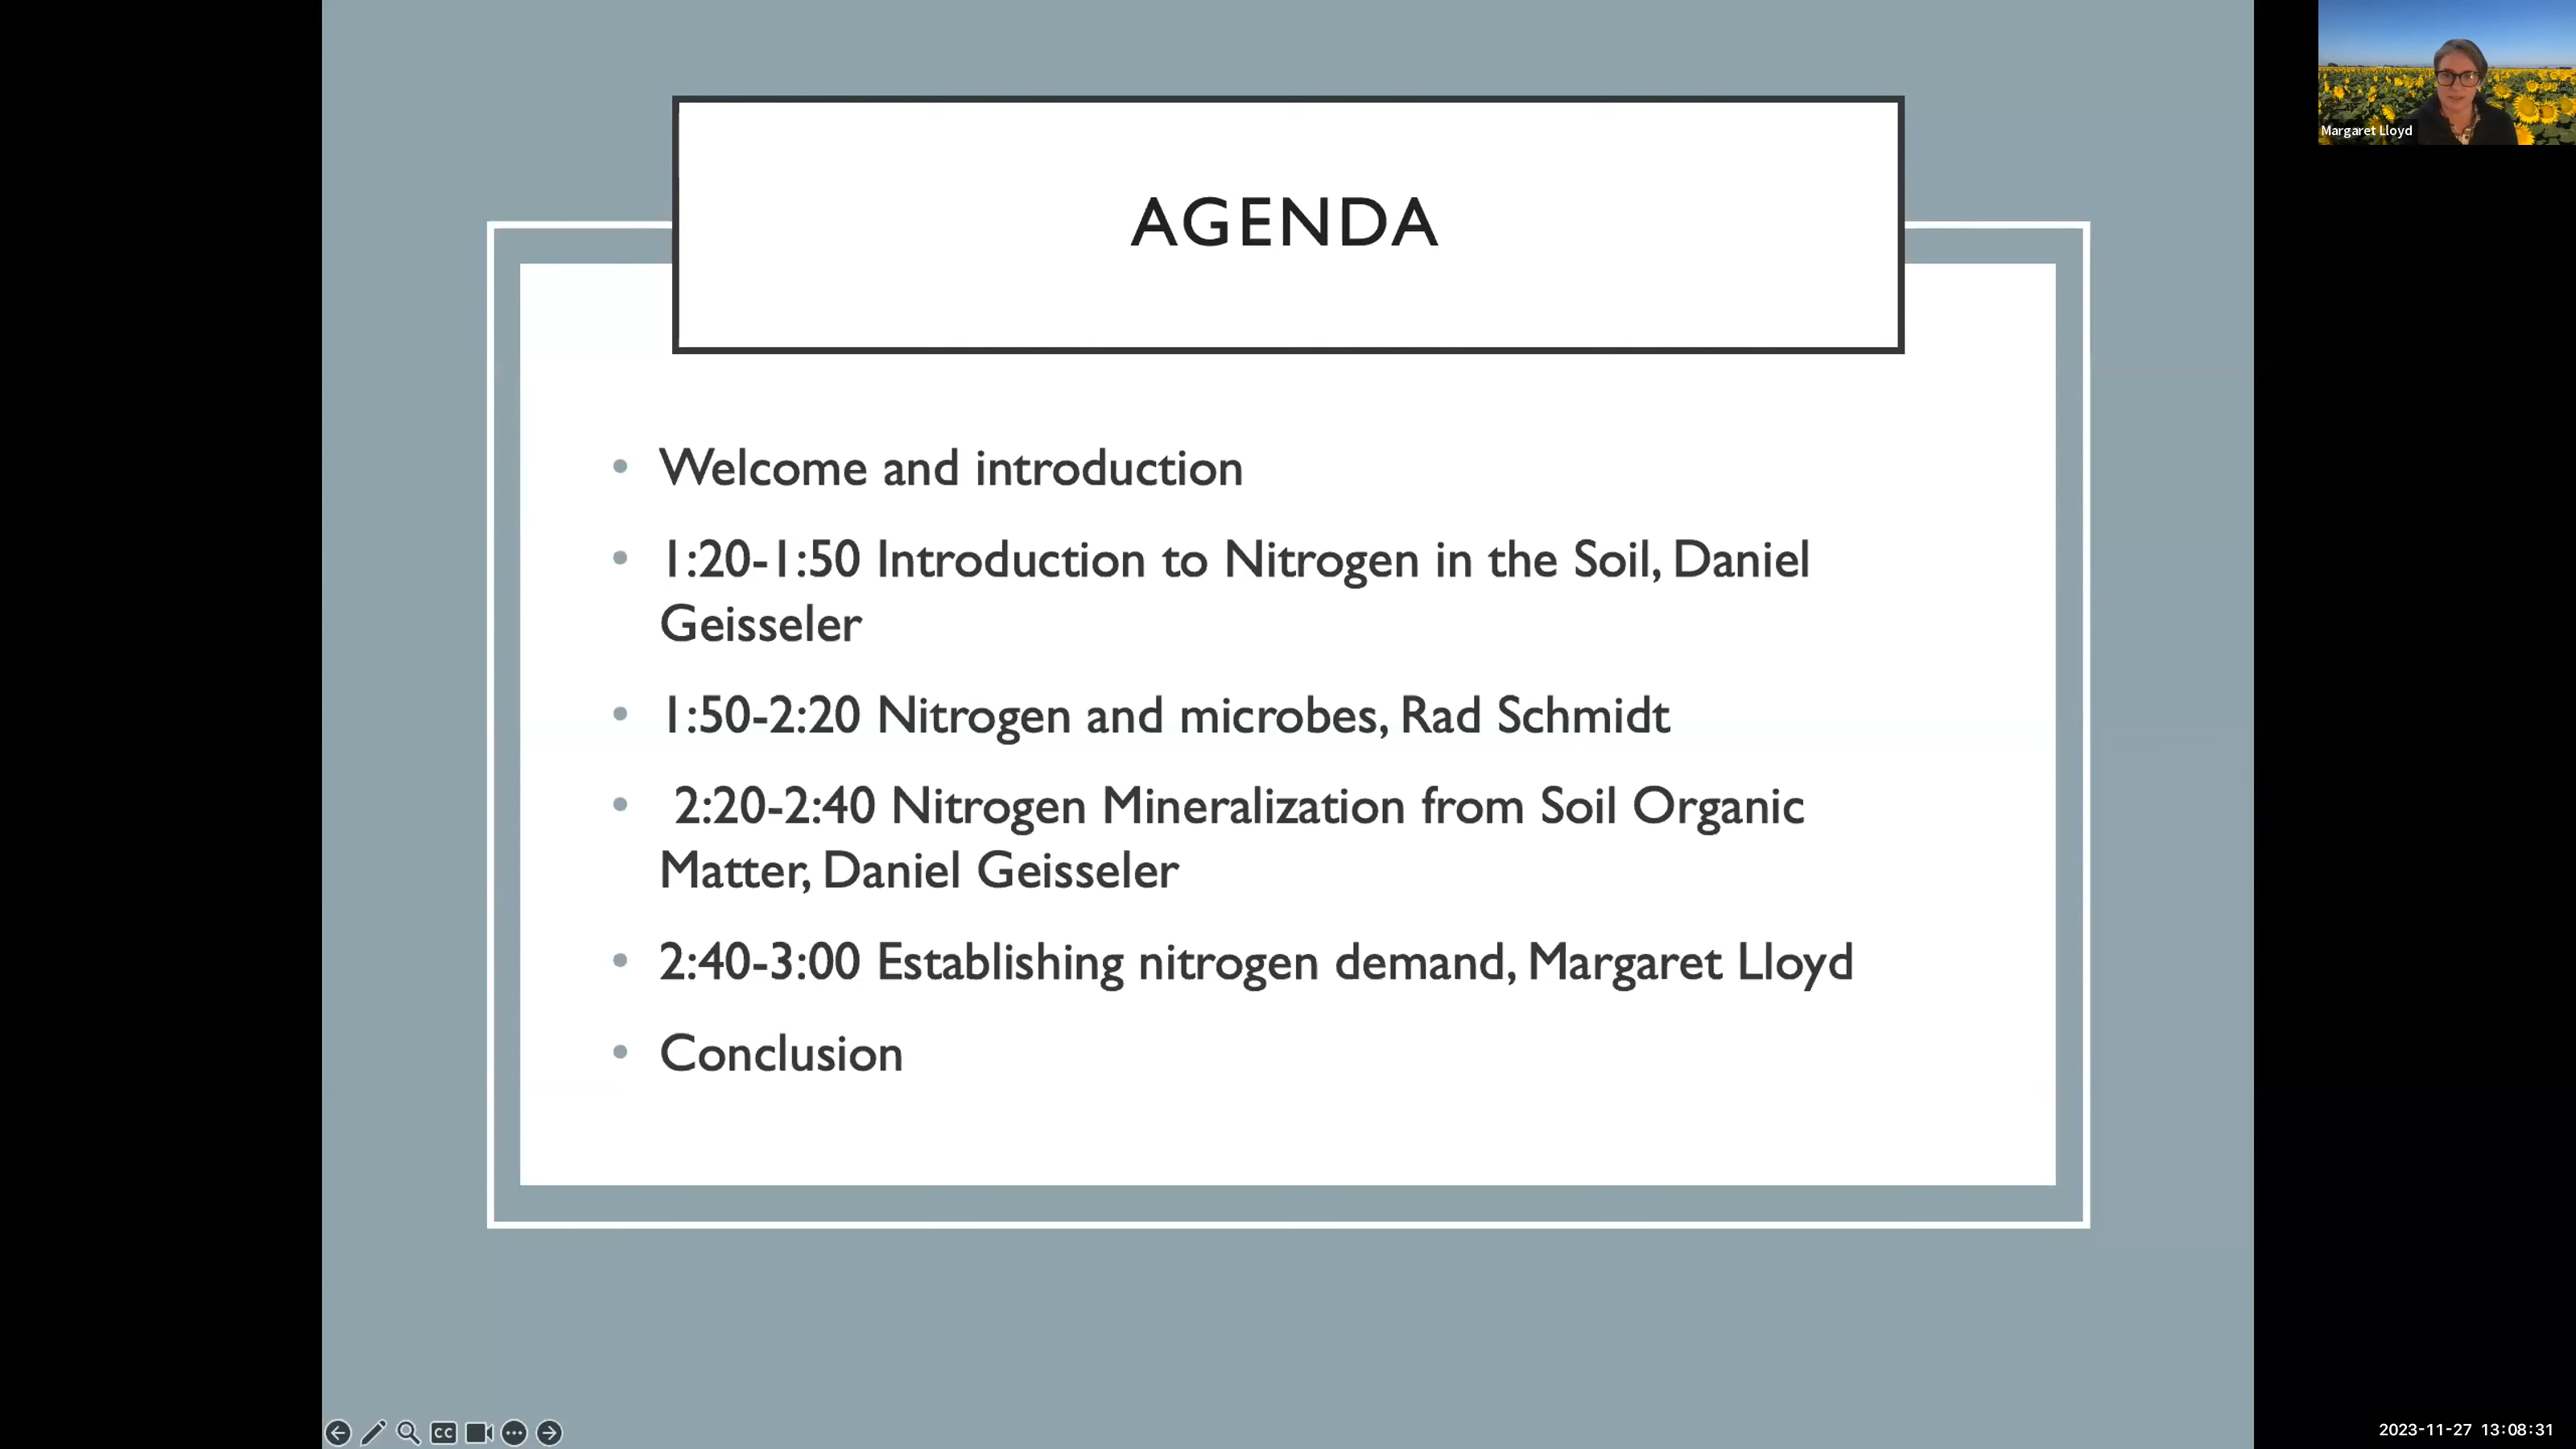 AGENDA
Welcome and introduction
1:20-1:50 Introduction to Nitrogen in the Soil, Daniel
Geisseler
1:50-2:20 Nitrogen and microbes, Rad Schmidt
2:20-2:40 Nitrogen Mineralization from Soil Organic
Matter, Daniel Geisseler
2:40-3:00 Establishing nitrogen demand, Margaret Lloyd
Conclusion
Margaret Lloyd
CC
2023-11-27 13:08:31